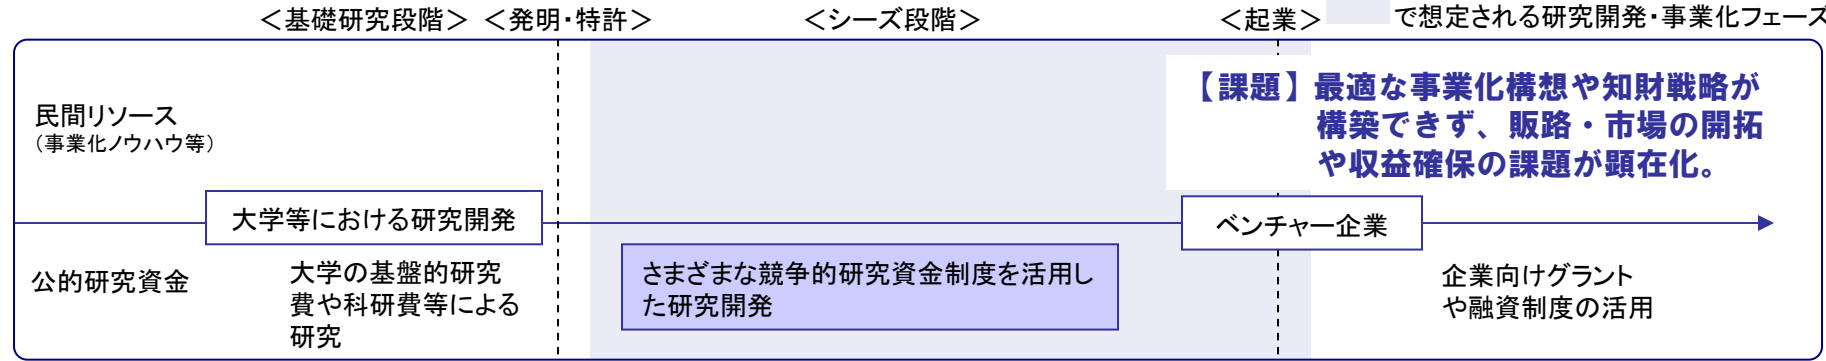 ＜基礎研究段階＞ ＜発明・特許＞ ＜シーズ段階＞ ＜起業＞ で想定される研究開発・事業化フェーズ
民間リソース
（事業化ノウハウ等）
【課題】最適な事業化構想や知財戦略が
構築できず、販路・市場の開拓
や収益確保の課題が顕在化。
大学等における研究開発
ベンチャー企業
公的研究資金
大学の基盤的研究
費や科研費等による
研究
さまざまな競争的研究資金制度を活用し
た研究開発
企業向けグラント
や融資制度の活用